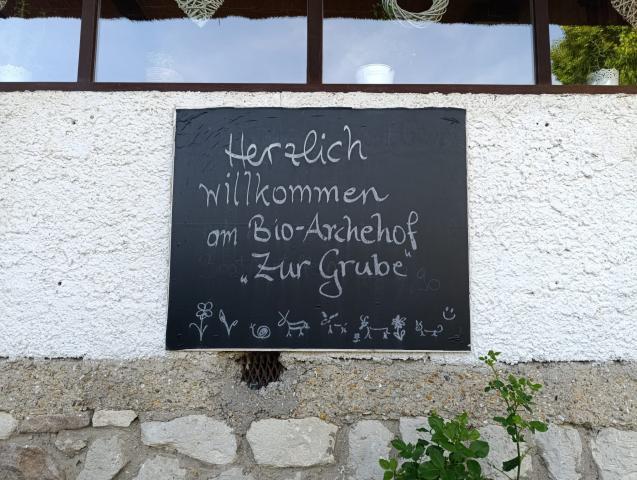 Herzlich
willkommen
am Bio-Archehof
„Zur Grube"